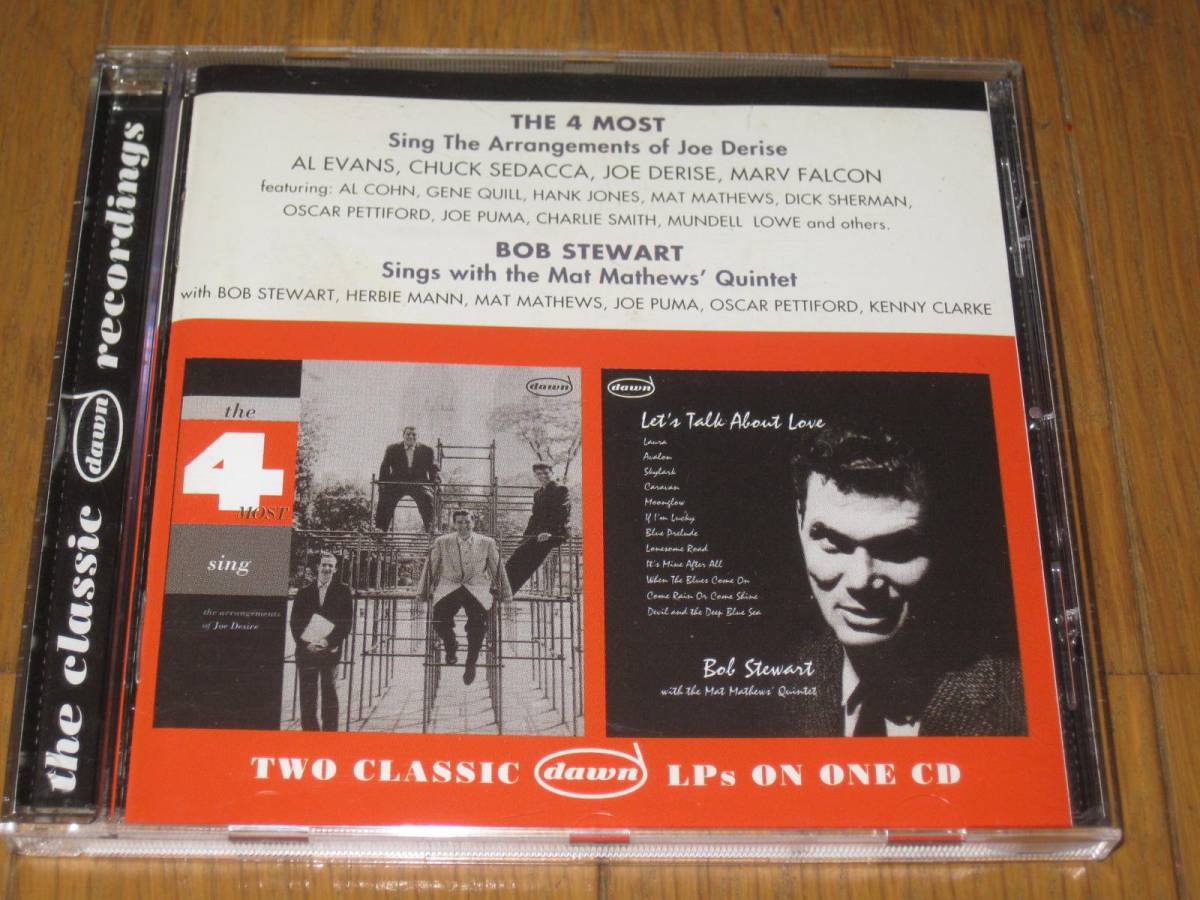 the classic dawn recordings
THE 4 MOST
Sing The Arrangements of Joe Derise
AL EVANS, CHUCK SEDACCA, JOE DERISE, MARV FALCON
featuring: AL COHN, GENE QUILL, HANK JONES, MAT MATHEWS, DICK SHERMAN,
OSCAR PETTIFORD, JOE PUMA, CHARLIE SMITH, MUNDELL LOWE and others.
BOB STEWART
Sings with the Mat Mathews' Quintet
with BOB STEWART, HERBIE MANN, MAT MATHEWS, JOE PUMA, OSCAR PETTIFORD, KENNY CLARKE
the
4
MOST
sing
the arrangements
of Joe Desire
dawn
dawn
Let's Talk About Love
Laura
Avalon
Skylark
Caravan
Moonglow
If I'm Lucky
Blue Prelude
Lonesome Road
It's Mine After All
When The Blues Come On
Come Rain Or Come Shine
Devil and the Deep Blue Sea
Bob Stewart
with the Mat Mathews' Quintet
TWO CLASSIC dawn LPs ON ONE CD